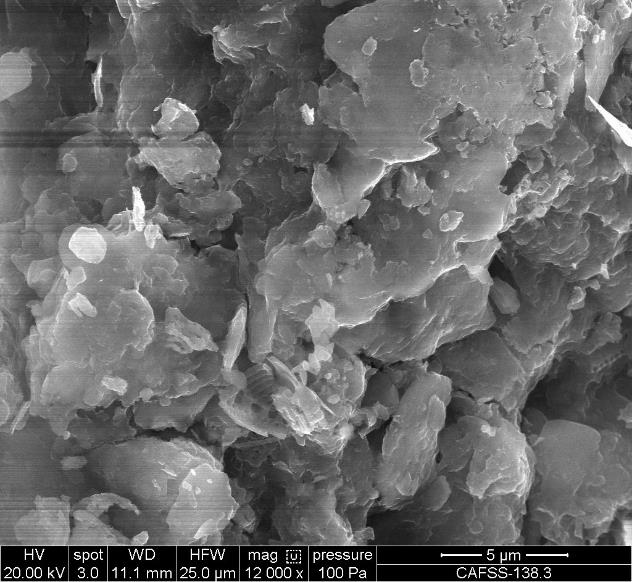 HV spot WD HFW mag pressure 5 µm
20.00 kV 3.0 11.1 mm 25.0 µm 12 000 x 100 Pa CAFSS-138.3